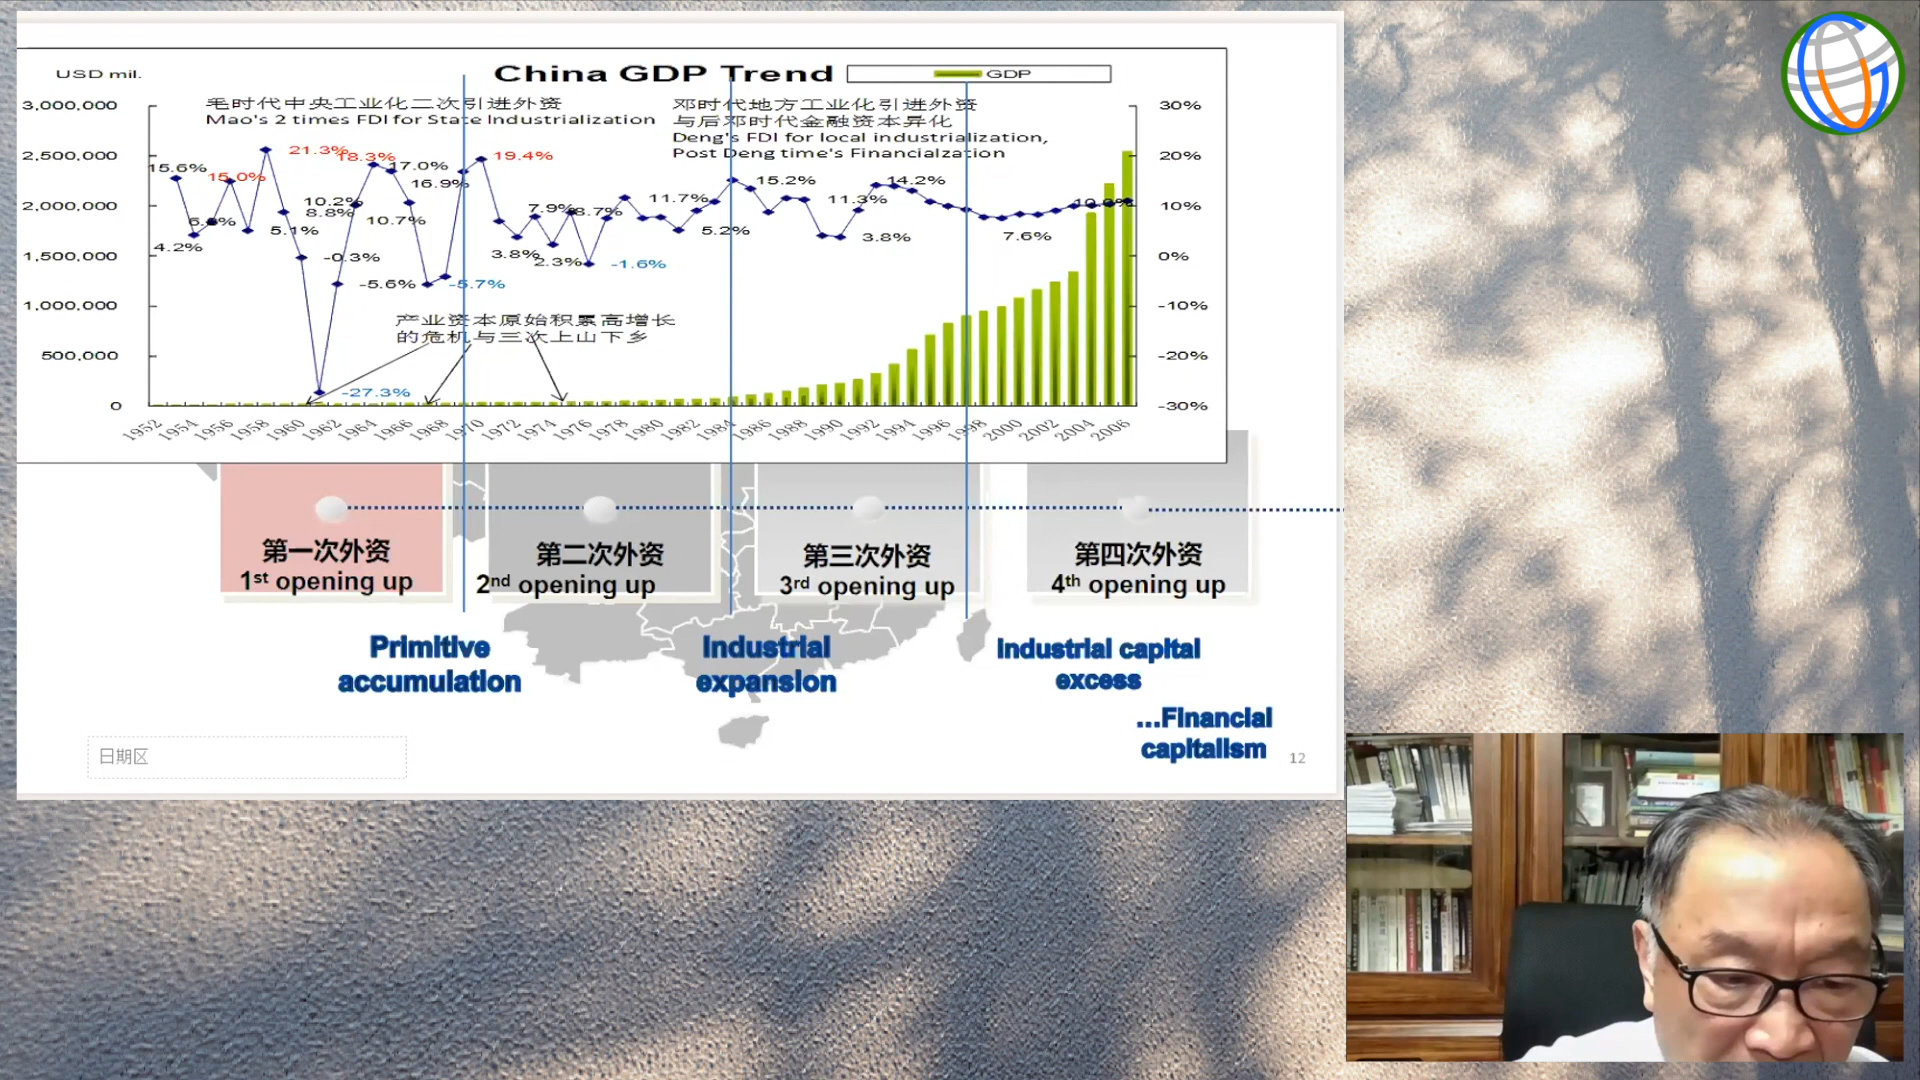 USD mil.
China GDP Trend
GDP
毛时代中央工业化二次引进外资
Mao's 2 times FDI for State Industrialization
邓时代地方工业化引进外资
与后邓时代金融资本异化
Deng's FDI for local industrialization,
Post Deng time's Financialzation
3,000,000
2,500,000
2,000,000
1,500,000
1,000,000
500,000
0
30%
20%
10%
0%
-10%
-20%
-30%
15.6%
4.2%
15.0%
5.1%
21.3%
-0.3%
-27.3%
-5.6%
10.2%
8.8%
18.3%
17.0%
10.7%
16.9%
-5.7%
19.4%
3.8%
7.9%
2.3%
8.7%
-1.6%
11.7%
5.2%
15.2%
3.8%
11.3%
14.2%
7.6%
产业资本原始积累高增长
的危机与三次上山下乡
1952 1954 1956 1958 1960 1962 1964 1966 1968 1970 1972 1974 1976 1978 1980 1982 1984 1986 1988 1990 1992 1994 1996 1998 2000 2002 2004 2006
第一次外资
1st opening up
第二次外资
2nd opening up
第三次外资
3rd opening up
第四次外资
4th opening up
Primitive
accumulation
Industrial
expansion
Industrial capital
excess
...Financial
capitalism
日期区
12